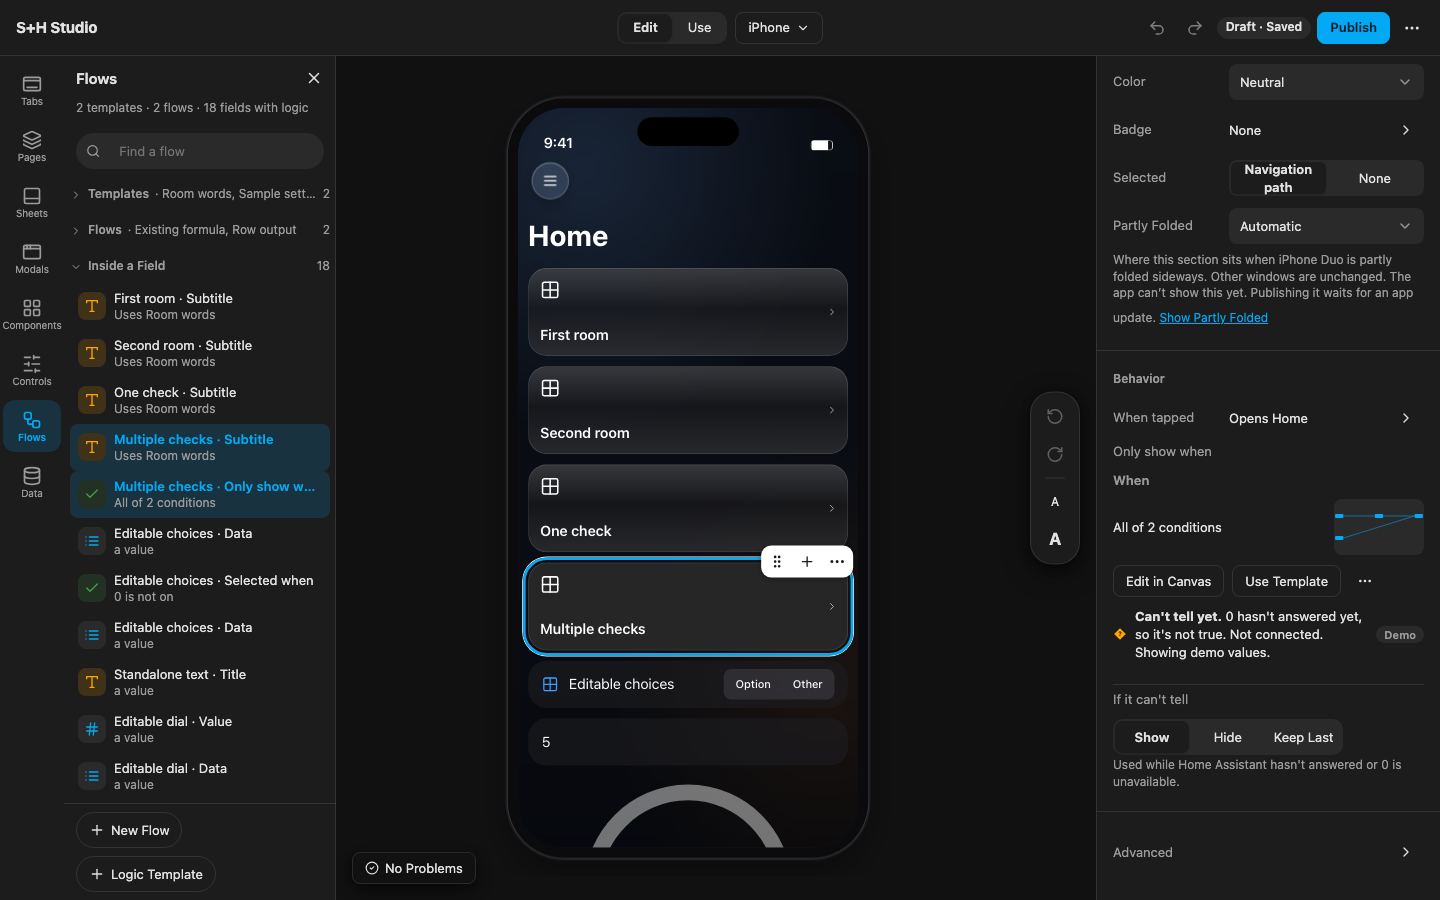 S+H Studio
Edit
Use
iPhone
Draft · Saved
Publish
Tabs
Pages
Sheets
Modals
Components
Controls
Flows
Data
Flows
2 templates · 2 flows · 18 fields with logic
Find a flow
Templates · Room words, Sample sett... 2
Flows · Existing formula, Row output 2
Inside a Field 18
First room · Subtitle
Uses Room words
Second room · Subtitle
Uses Room words
One check · Subtitle
Uses Room words
Multiple checks · Subtitle
Uses Room words
Multiple checks · Only show w...
All of 2 conditions
Editable choices · Data
a value
Editable choices · Selected when
0 is not on
Editable choices · Data
a value
Standalone text · Title
a value
Editable dial · Value
a value
Editable dial · Data
a value
New Flow
Logic Template
9:41
Home
First room
Second room
One check
Multiple checks
Editable choices
Option
Other
5
No Problems
A
A
Color
Neutral
Badge
None
Selected
Navigation
path
None
Partly Folded
Automatic
Where this section sits when iPhone Duo is partly
folded sideways. Other windows are unchanged. The
app can't show this yet. Publishing it waits for an app
update. Show Partly Folded
Behavior
When tapped
Opens Home
Only show when
When
All of 2 conditions
Edit in Canvas
Use Template
Can't tell yet. 0 hasn't answered yet,
so it's not true. Not connected.
Showing demo values.
Demo
If it can't tell
Show
Hide
Keep Last
Used while Home Assistant hasn't answered or 0 is
unavailable.
Advanced